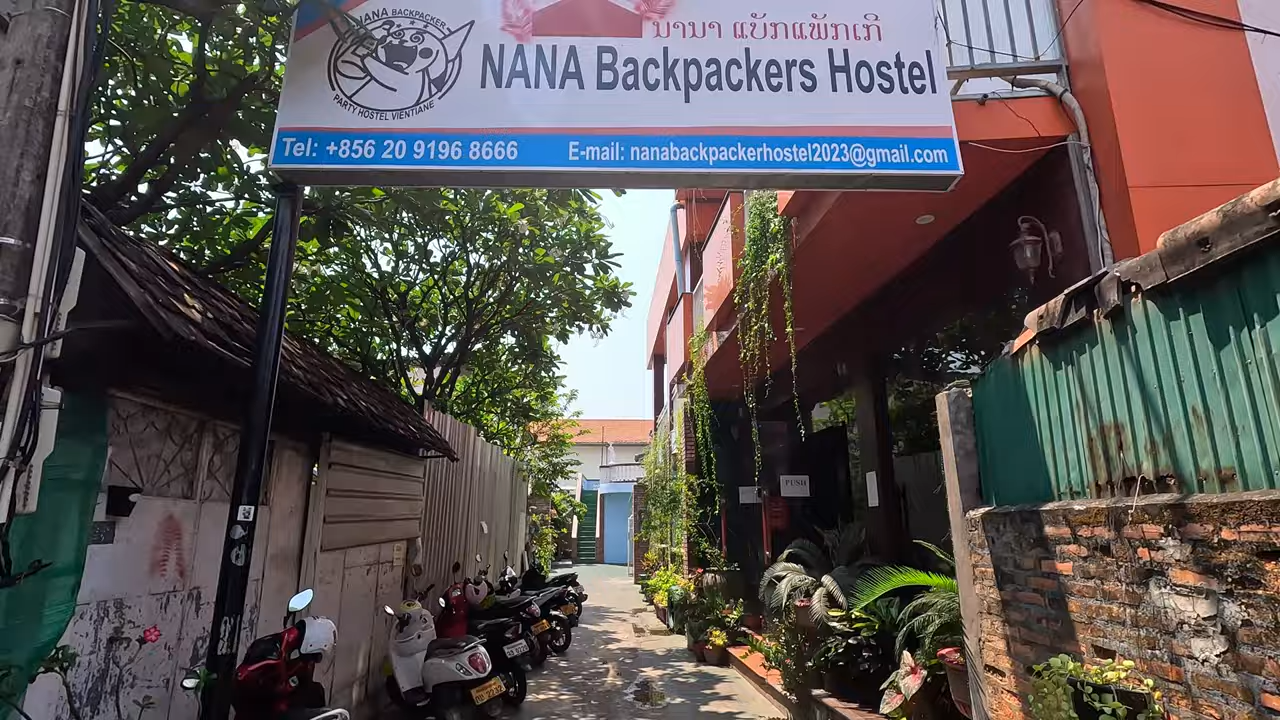 NANA BACKPACKERS
PARTY HOSTEL VIENTIANE
ນານາ ແບັກແພັກເກີ
NANA Backpackers Hostel
Tel: +856 20 9196 8666
E-mail: nanabackpackerhostel2023@gmail.com
PUSH